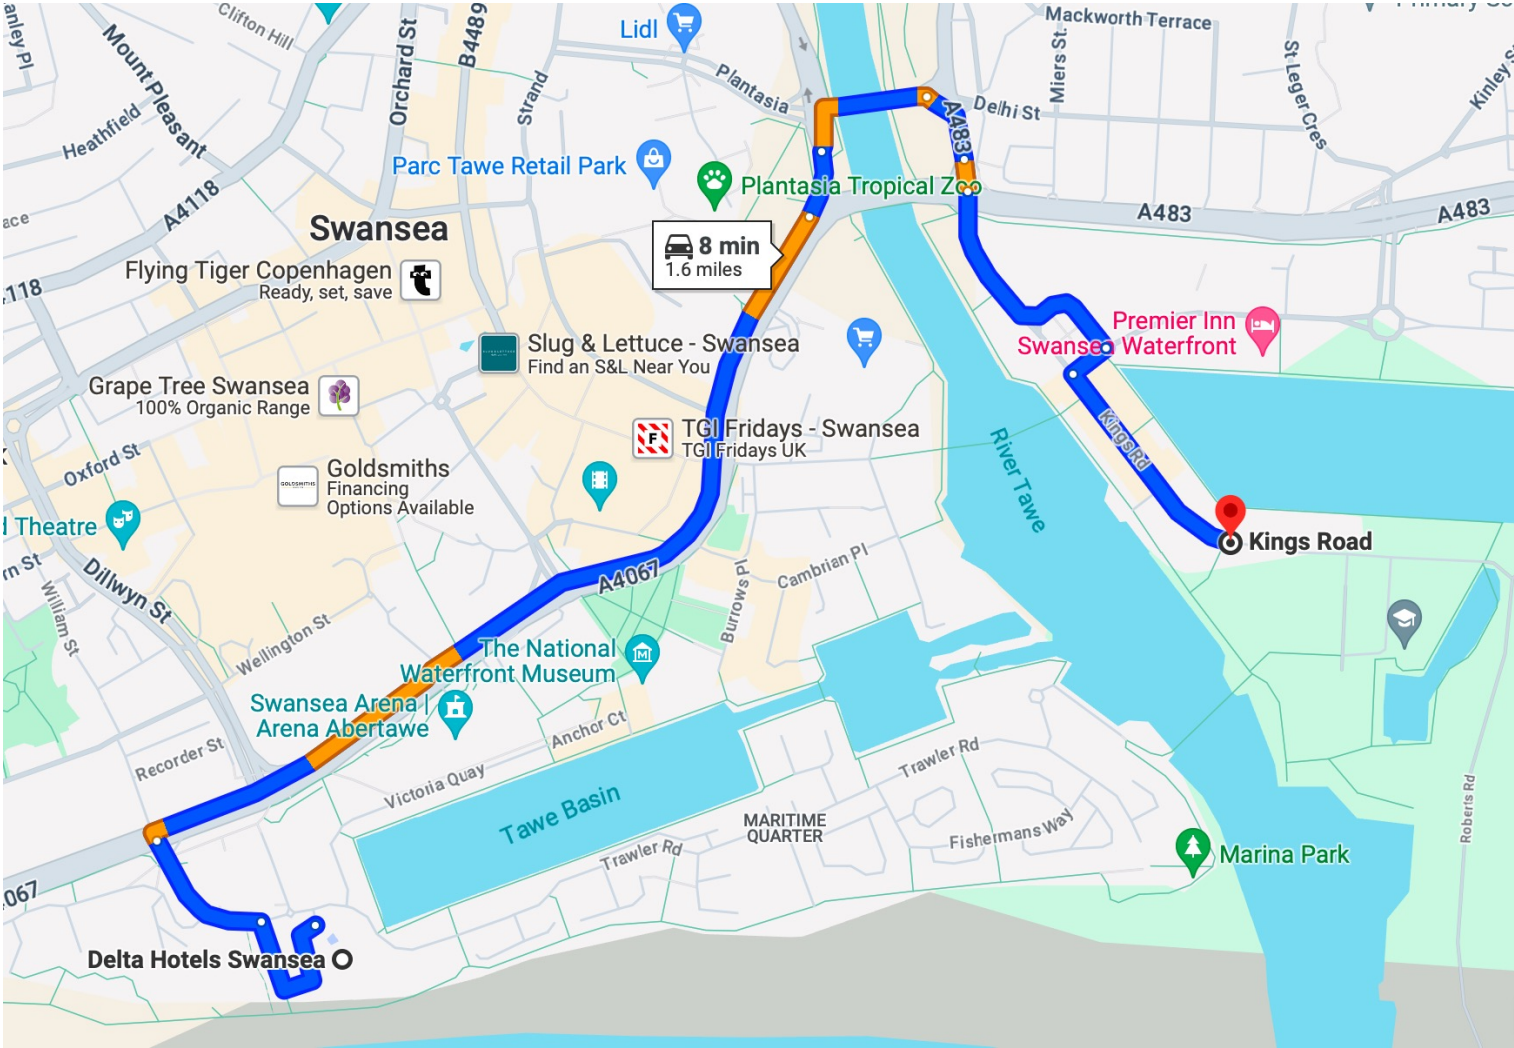 Clifton Hill
Orchard St
B4489
Lidl
Mackworth Terrace
Miers St
St Leger Cres
Mount Pleasant
Heathfield
Strand
Plantasia
A483
Delhi St
Parc Tawe Retail Park
Plantasia Tropical Zoo
A4118
A483
A483
Swansea
8 min
1.6 miles
Flying Tiger Copenhagen
Ready, set, save
Slug & Lettuce - Swansea
Find an S&L Near You
Premier Inn
Swansea Waterfront
Grape Tree Swansea
100% Organic Range
TGI Fridays - Swansea
TGI Fridays UK
Kings Rd
River Tawe
Oxford St
Goldsmiths
Financing
Options Available
GOLDSMITHS
F
Theatre
Kings Road
Dillwyn St
William St
A4067
Cambrian Pl
Burrows Pl
Wellington St
The National
Waterfront Museum
Swansea Arena |
Arena Abertawe
Recorder St
Anchor Ct
Victoria Quay
Trawler Rd
Tawe Basin
MARITIME
QUARTER
Fishermans Way
Trawler Rd
Marina Park
Roberts Rd
Delta Hotels Swansea